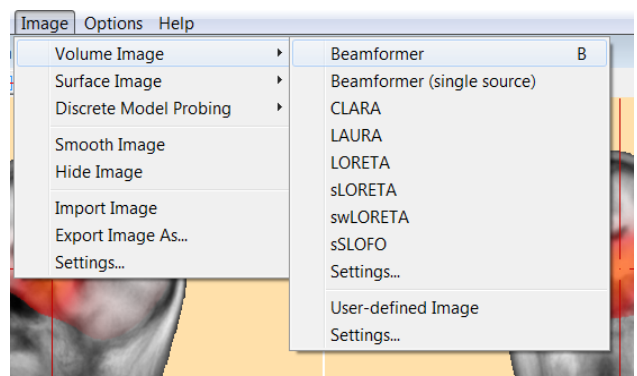 Image Options Help
Volume Image
Surface Image
Discrete Model Probing
Smooth Image
Hide Image
Import Image
Export Image As...
Settings...
Beamformer B
Beamformer (single source)
CLARA
LAURA
LORETA
sLORETA
swLORETA
sSLOFO
Settings...
User-defined Image
Settings...